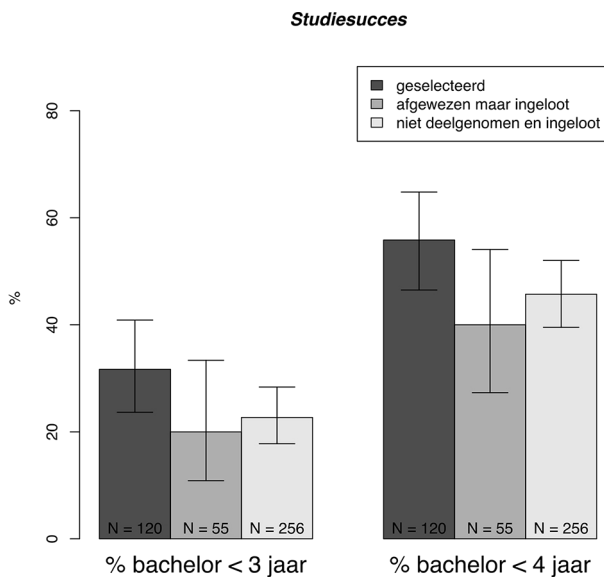 Studiesucces
geselecteerd
afgewezen maar ingeloot
niet deelgenomen en ingeloot
%
80
60
40
20
0
N = 120
N = 55
N = 256
N = 120
N = 55
N = 256
% bachelor < 3 jaar
% bachelor < 4 jaar